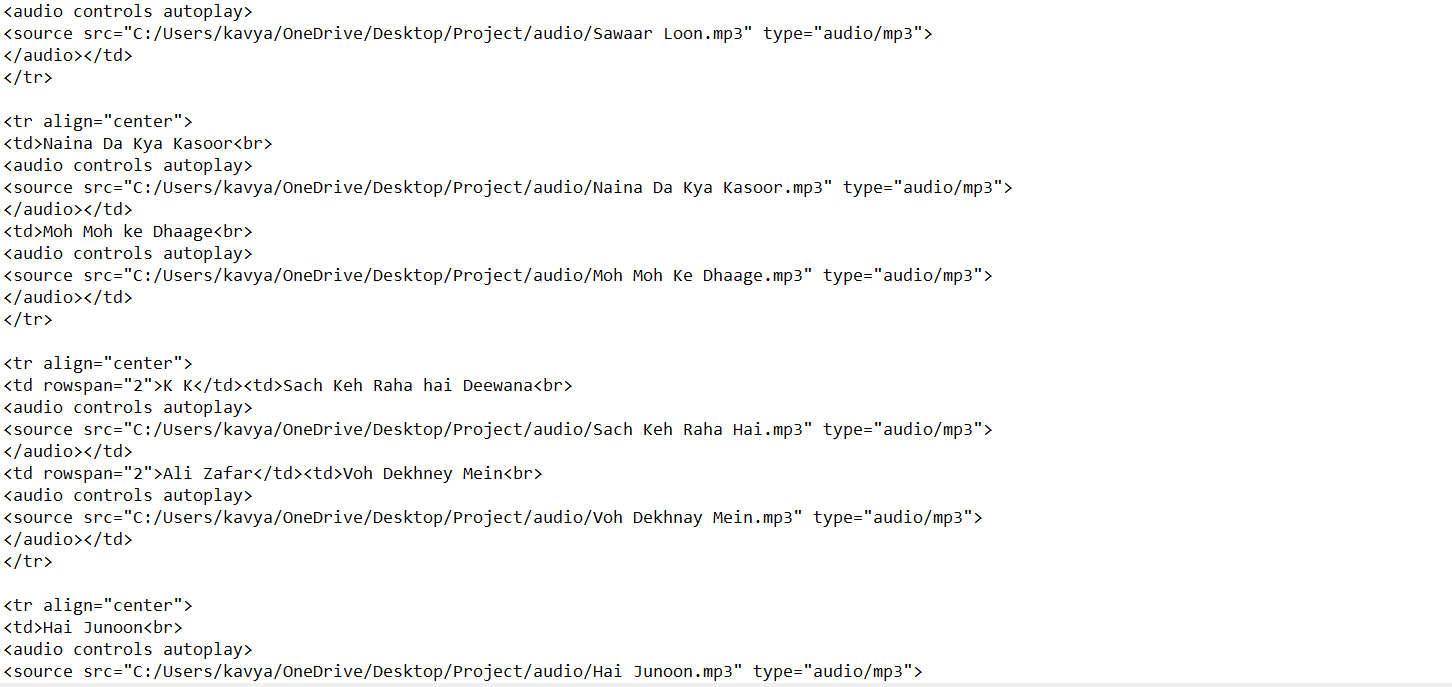 <audio controls autoplay>
<source src="C:/Users/kavya/OneDrive/Desktop/Project/audio/Sawaar Loon.mp3" type="audio/mp3">
</audio></td>
</tr>

<tr align="center">
<td>Naina Da Kya Kasoor<br>
<audio controls autoplay>
<source src="C:/Users/kavya/OneDrive/Desktop/Project/audio/Naina Da Kya Kasoor.mp3" type="audio/mp3">
</audio></td>
<td>Moh Moh ke Dhaage<br>
<audio controls autoplay>
<source src="C:/Users/kavya/OneDrive/Desktop/Project/audio/Moh Moh Ke Dhaage.mp3" type="audio/mp3">
</audio></td>
</tr>

<tr align="center">
<td rowspan="2">K K</td><td>Sach Keh Raha hai Deewana<br>
<audio controls autoplay>
<source src="C:/Users/kavya/OneDrive/Desktop/Project/audio/Sach Keh Raha Hai.mp3" type="audio/mp3">
</audio></td>
<td rowspan="2">Ali Zafar</td><td>Voh Dekhney Mein<br>
<audio controls autoplay>
<source src="C:/Users/kavya/OneDrive/Desktop/Project/audio/Voh Dekhnay Mein.mp3" type="audio/mp3">
</audio></td>
</tr>

<tr align="center">
<td>Hai Junoon<br>
<audio controls autoplay>
<source src="C:/Users/kavya/OneDrive/Desktop/Project/audio/Hai Junoon.mp3" type="audio/mp3">